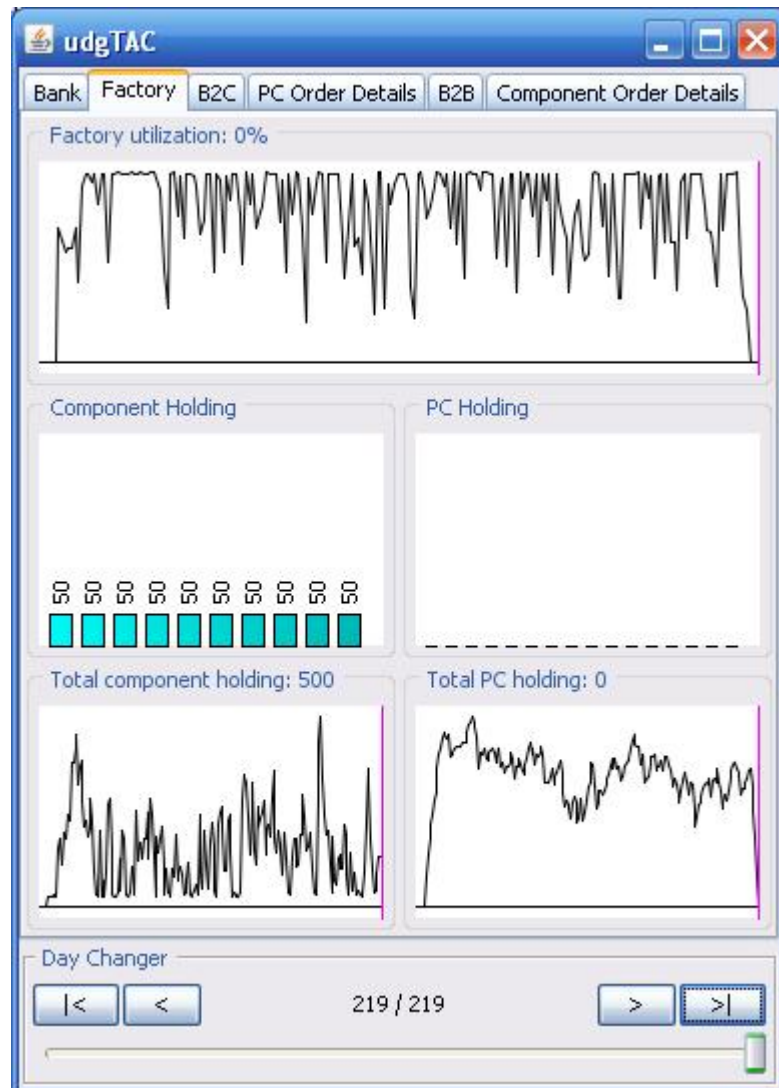 udgTAC
Bank Factory B2C PC Order Details B2B Component Order Details
Factory utilization: 0%
Component Holding PC Holding
50 50 50 50 50 50 50 50 50 50
Total component holding: 500 Total PC holding: 0
Day Changer
|< < 219 / 219 > >|